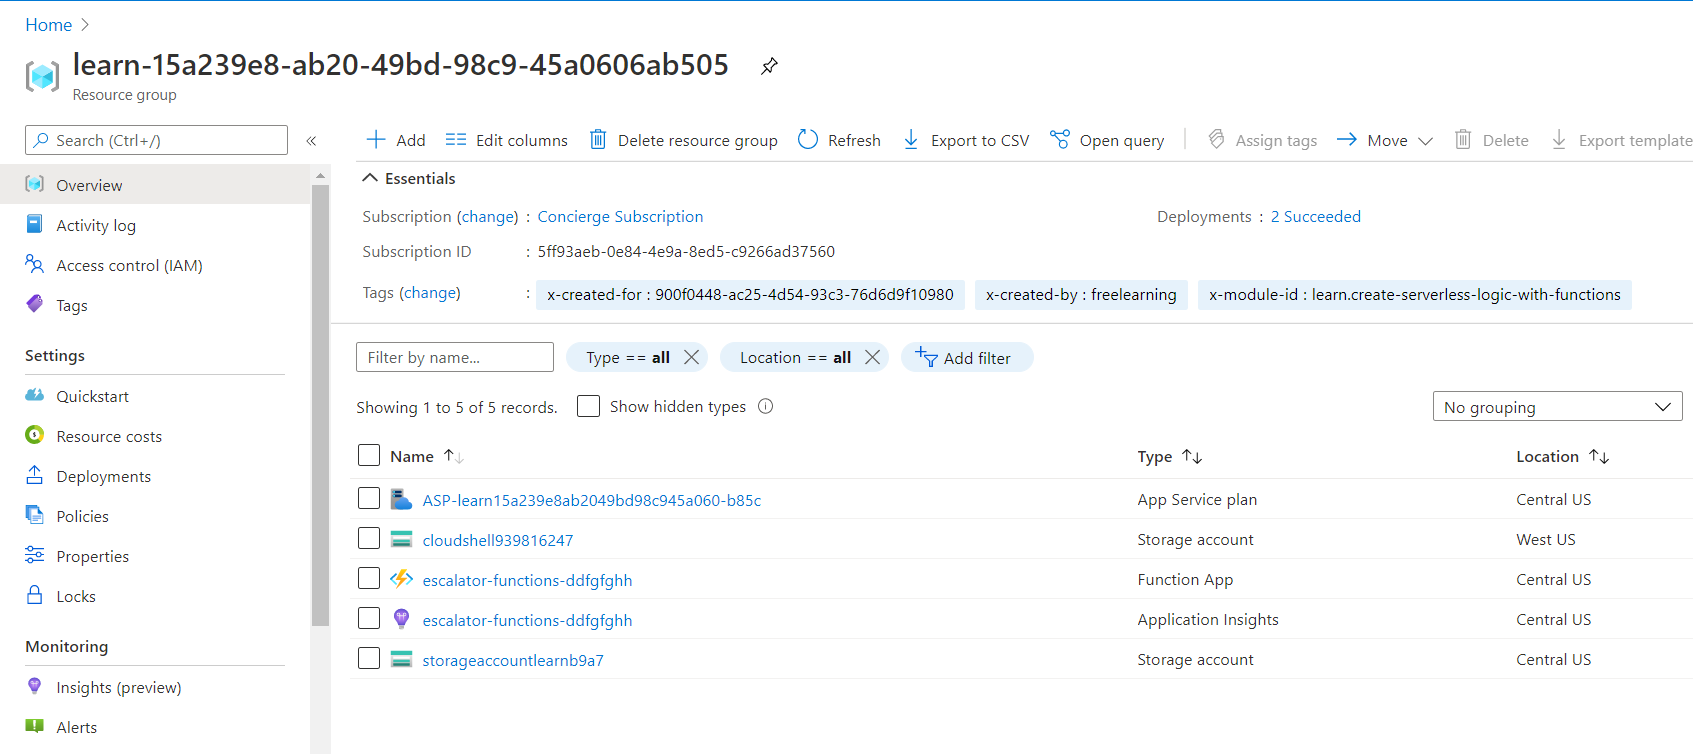 Home
learn-15a239e8-ab20-49bd-98c9-45a0606ab505
Resource group
Search (Ctrl+/)
«
Add
Edit columns
Delete resource group
Refresh
Export to CSV
Open query
Assign tags
Move
Delete
Export template
Overview
Activity log
Access control (IAM)
Tags
Settings
Quickstart
Resource costs
Deployments
Policies
Properties
Locks
Monitoring
Insights (preview)
Alerts
Essentials
Subscription (change) : Concierge Subscription
Deployments : 2 Succeeded
Subscription ID : 5ff93aeb-0e84-4e9a-8ed5-c9266ad37560
Tags (change) : x-created-for : 900f0448-ac25-4d54-93c3-76d6d9f10980 x-created-by : freelearning x-module-id : learn.create-serverless-logic-with-functions
Filter by name...
Type == all
Location == all
Add filter
Showing 1 to 5 of 5 records.
Show hidden types
No grouping
Name Type Location
ASP-learn15a239e8ab2049bd98c945a060-b85c App Service plan Central US
cloudshell939816247 Storage account West US
escalator-functions-ddfgfghh Function App Central US
escalator-functions-ddfgfghh Application Insights Central US
storageaccountlearnb9a7 Storage account Central US